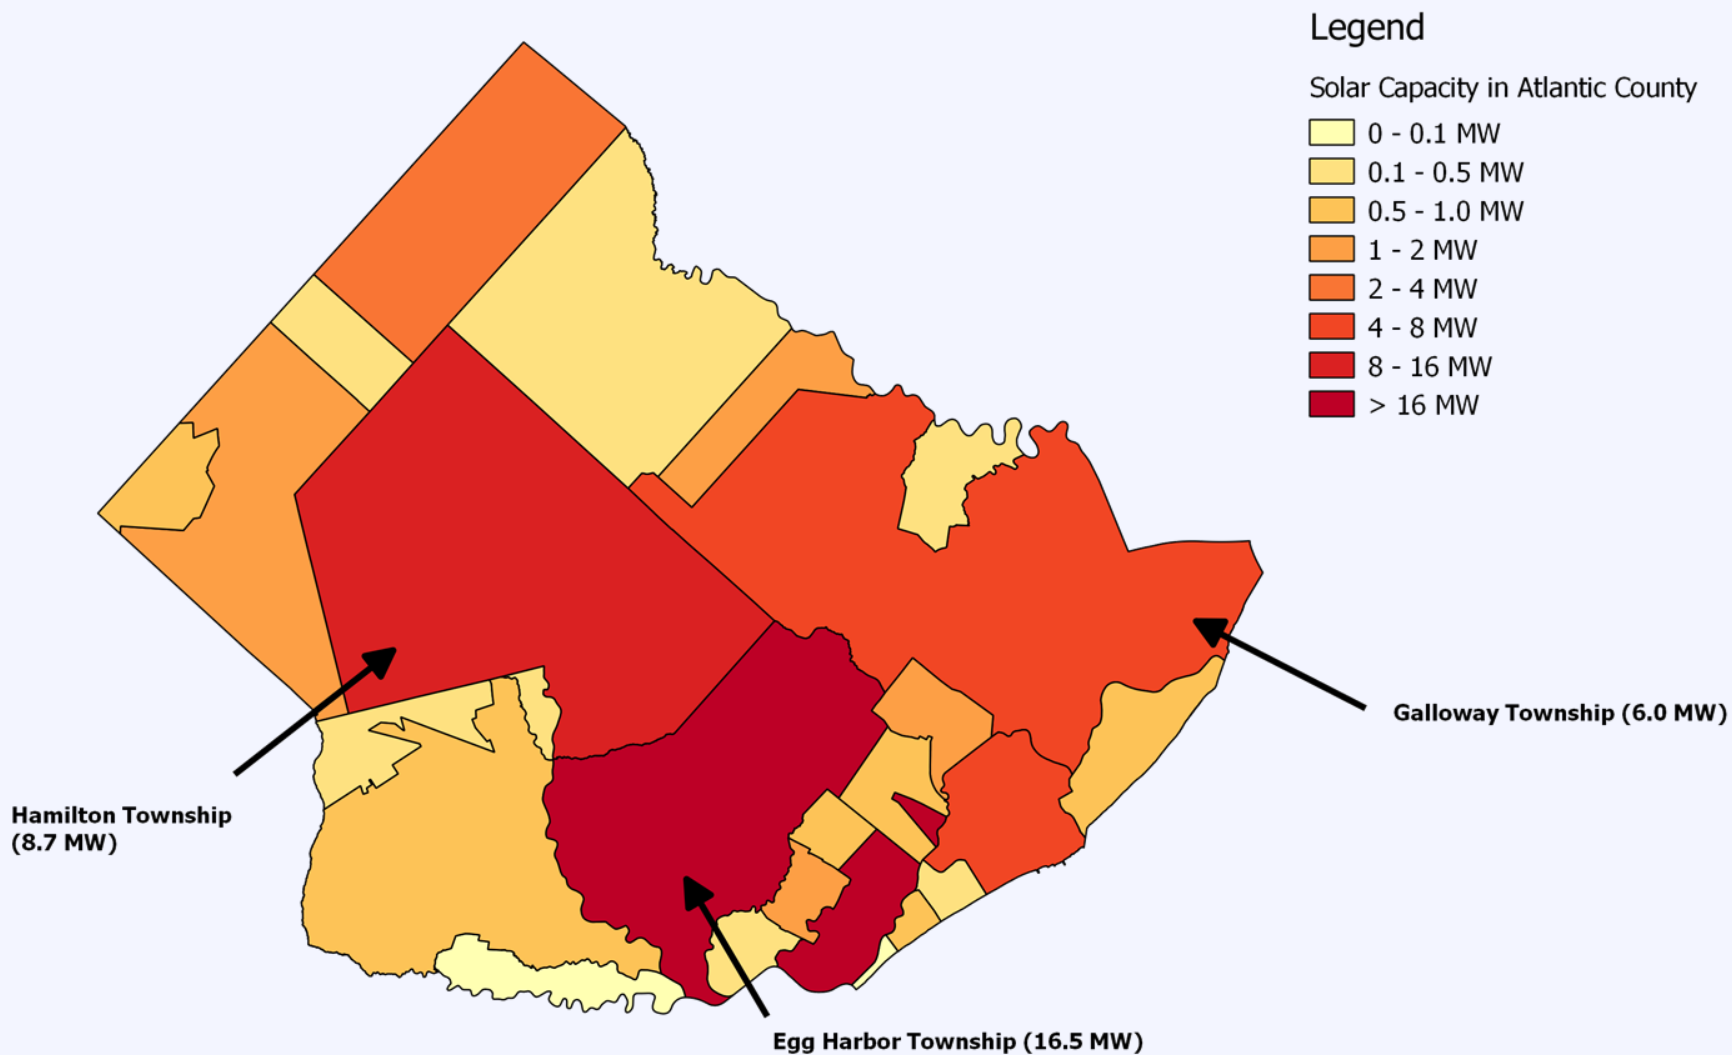 Legend
Solar Capacity in Atlantic County
0 - 0.1 MW
0.1 - 0.5 MW
0.5 - 1.0 MW
1 - 2 MW
2 - 4 MW
4 - 8 MW
8 - 16 MW
> 16 MW
Galloway Township (6.0 MW)
Hamilton Township
(8.7 MW)
Egg Harbor Township (16.5 MW)